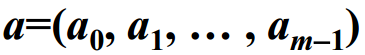 a=(a₀, a₁, … , aₘ₋₁)